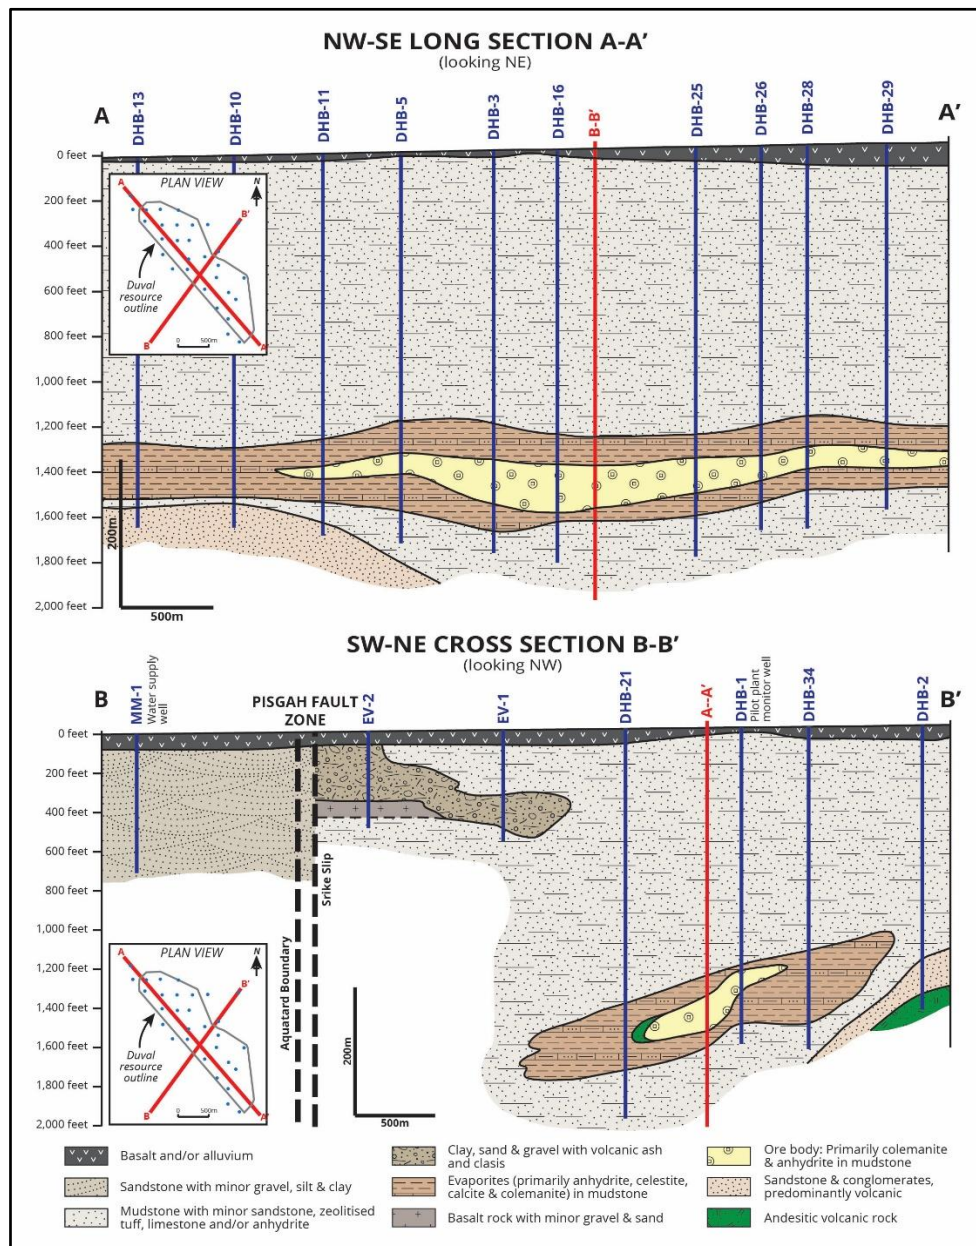 NW-SE LONG SECTION A-A’
(looking NE)
A
DHB-13
DHB-10
DHB-11
DHB-5
DHB-3
DHB-16
B-B’
DHB-25
DHB-26
DHB-28
DHB-29
A’
0 feet
200 feet
400 feet
600 feet
800 feet
1,000 feet
1,200 feet
1,400 feet
1,600 feet
1,800 feet
2,000 feet
PLAN VIEW
A
N
B’
Duval
resource
outline
B
0 500m
A’
200m
500m
SW-NE CROSS SECTION B-B’
(looking NW)
B
MM-1
Water supply
well
PISGAH FAULT
ZONE
EV-2
EV-1
DHB-21
A--A’
DHB-1
Pilot plant
monitor well
DHB-34
DHB-2
B’
0 feet
200 feet
400 feet
600 feet
800 feet
1,000 feet
1,200 feet
1,400 feet
1,600 feet
1,800 feet
2,000 feet
Aquatard Boundary
Srike Slip
PLAN VIEW
A
N
B’
Duval
resource
outline
B
0 500m
A’
200m
500m
Basalt and/or alluvium
Sandstone with minor gravel, silt & clay
Mudstone with minor sandstone, zeolitised
tuff, limestone and/or anhydrite
Clay, sand & gravel with volcanic ash
and clasis
Evaporites (primarily anhydrite, celestite,
calcite & colemanite) in mudstone
Basalt rock with minor gravel & sand
Ore body: Primarily colemanite
& anhydrite in mudstone
Sandstone & conglomerates,
predominantly volcanic
Andesitic volcanic rock